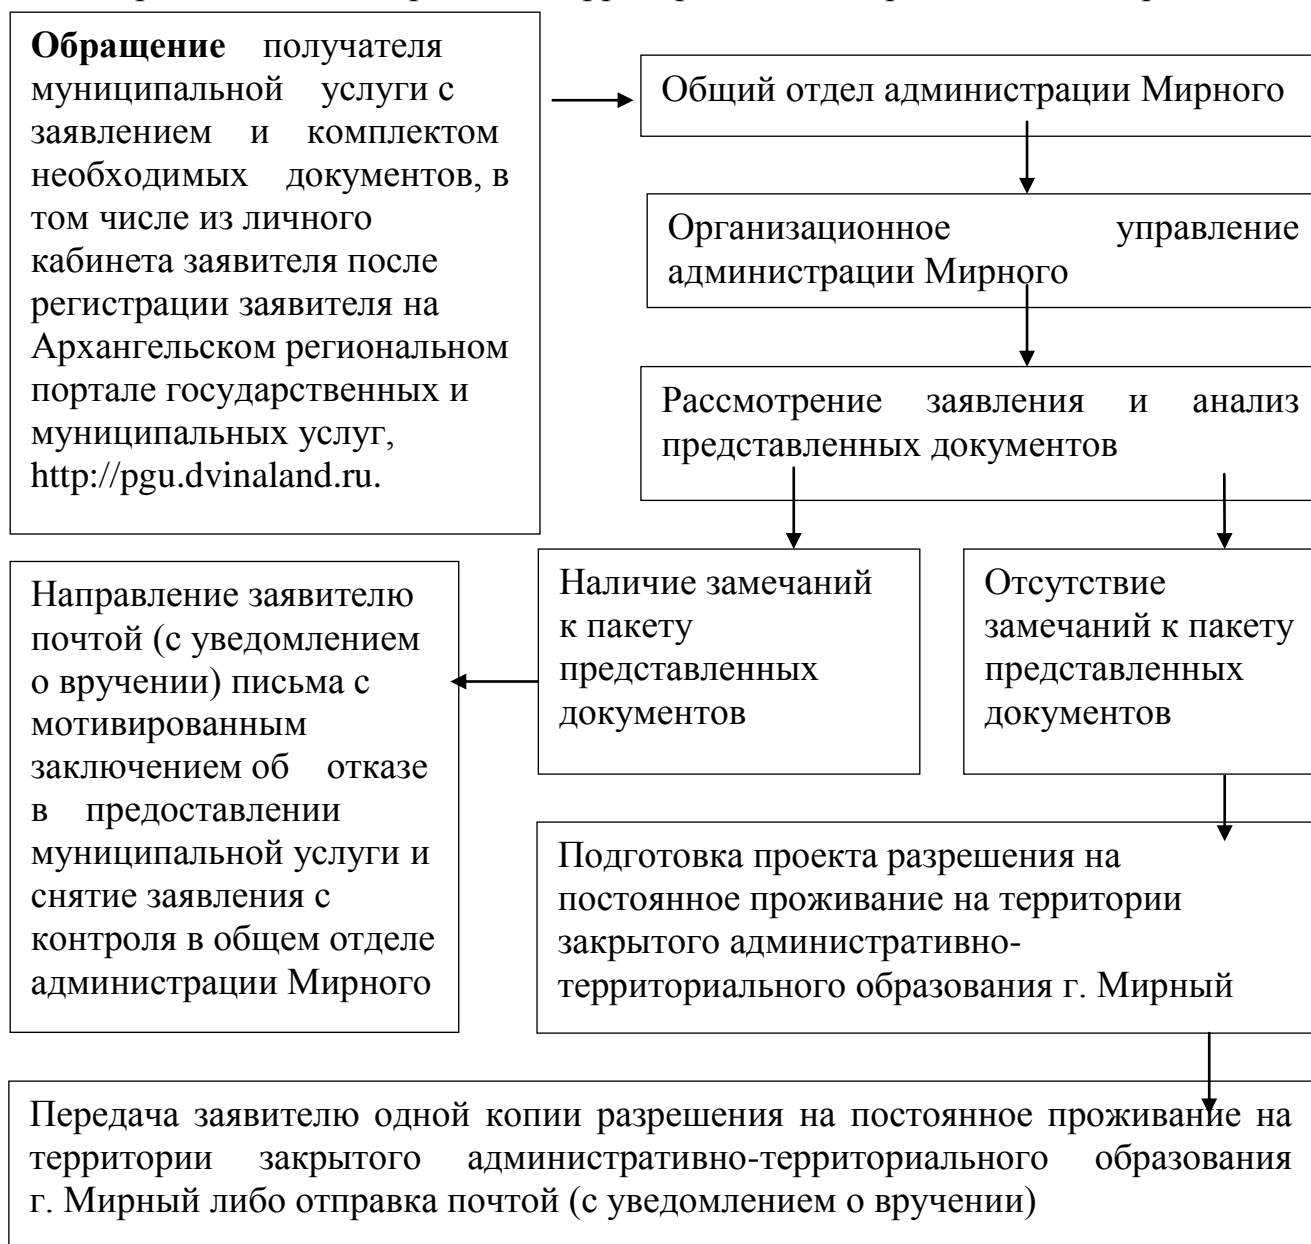 Обращение получателя
муниципальной услуги с
заявлением и комплектом
необходимых документов, в
том числе из личного
кабинета заявителя после
регистрации заявителя на
Архангельском региональном
портале государственных и
муниципальных услуг,
http://pgu.dvinaland.ru.
Общий отдел администрации Мирного
Организационное управление
администрации Мирного
Рассмотрение заявления и анализ
представленных документов
Наличие замечаний
к пакету
представленных
документов
Отсутствие
замечаний к пакету
представленных
документов
Направление заявителю
почтой (с уведомлением
о вручении) письма с
мотивированным
заключением об отказе
в предоставлении
муниципальной услуги и
снятие заявления с
контроля в общем отделе
администрации Мирного
Подготовка проекта разрешения на
постоянное проживание на территории
закрытого административно-
территориального образования г. Мирный
Передача заявителю одной копии разрешения на постоянное проживание на
территории закрытого административно-территориального образования
г. Мирный либо отправка почтой (с уведомлением о вручении)